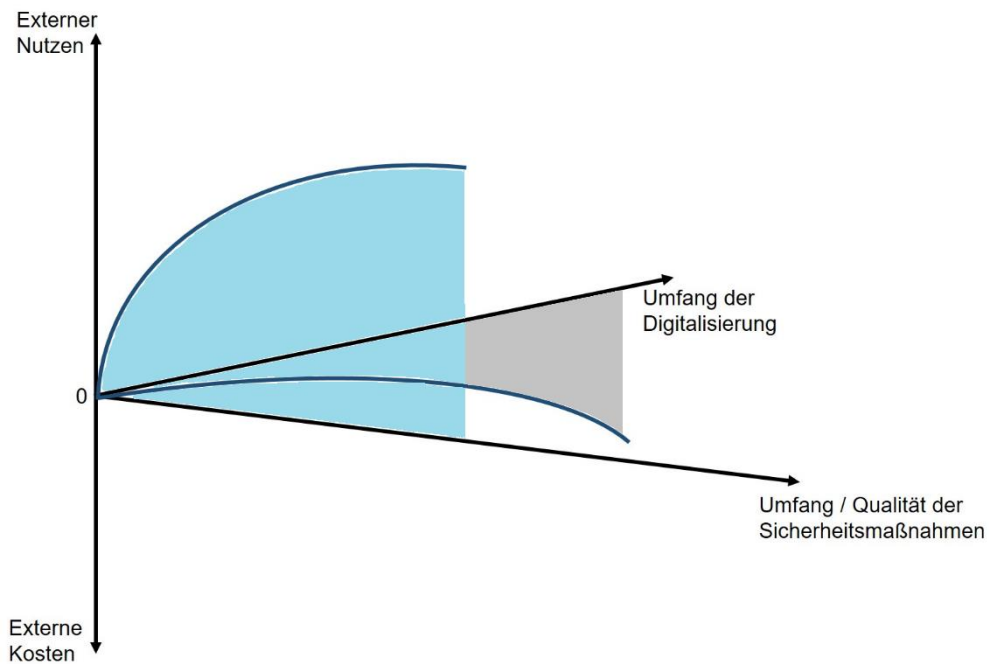 Externer
Nutzen
Umfang der
Digitalisierung
0
Umfang / Qualität der
Sicherheitsmaßnahmen
Externe
Kosten